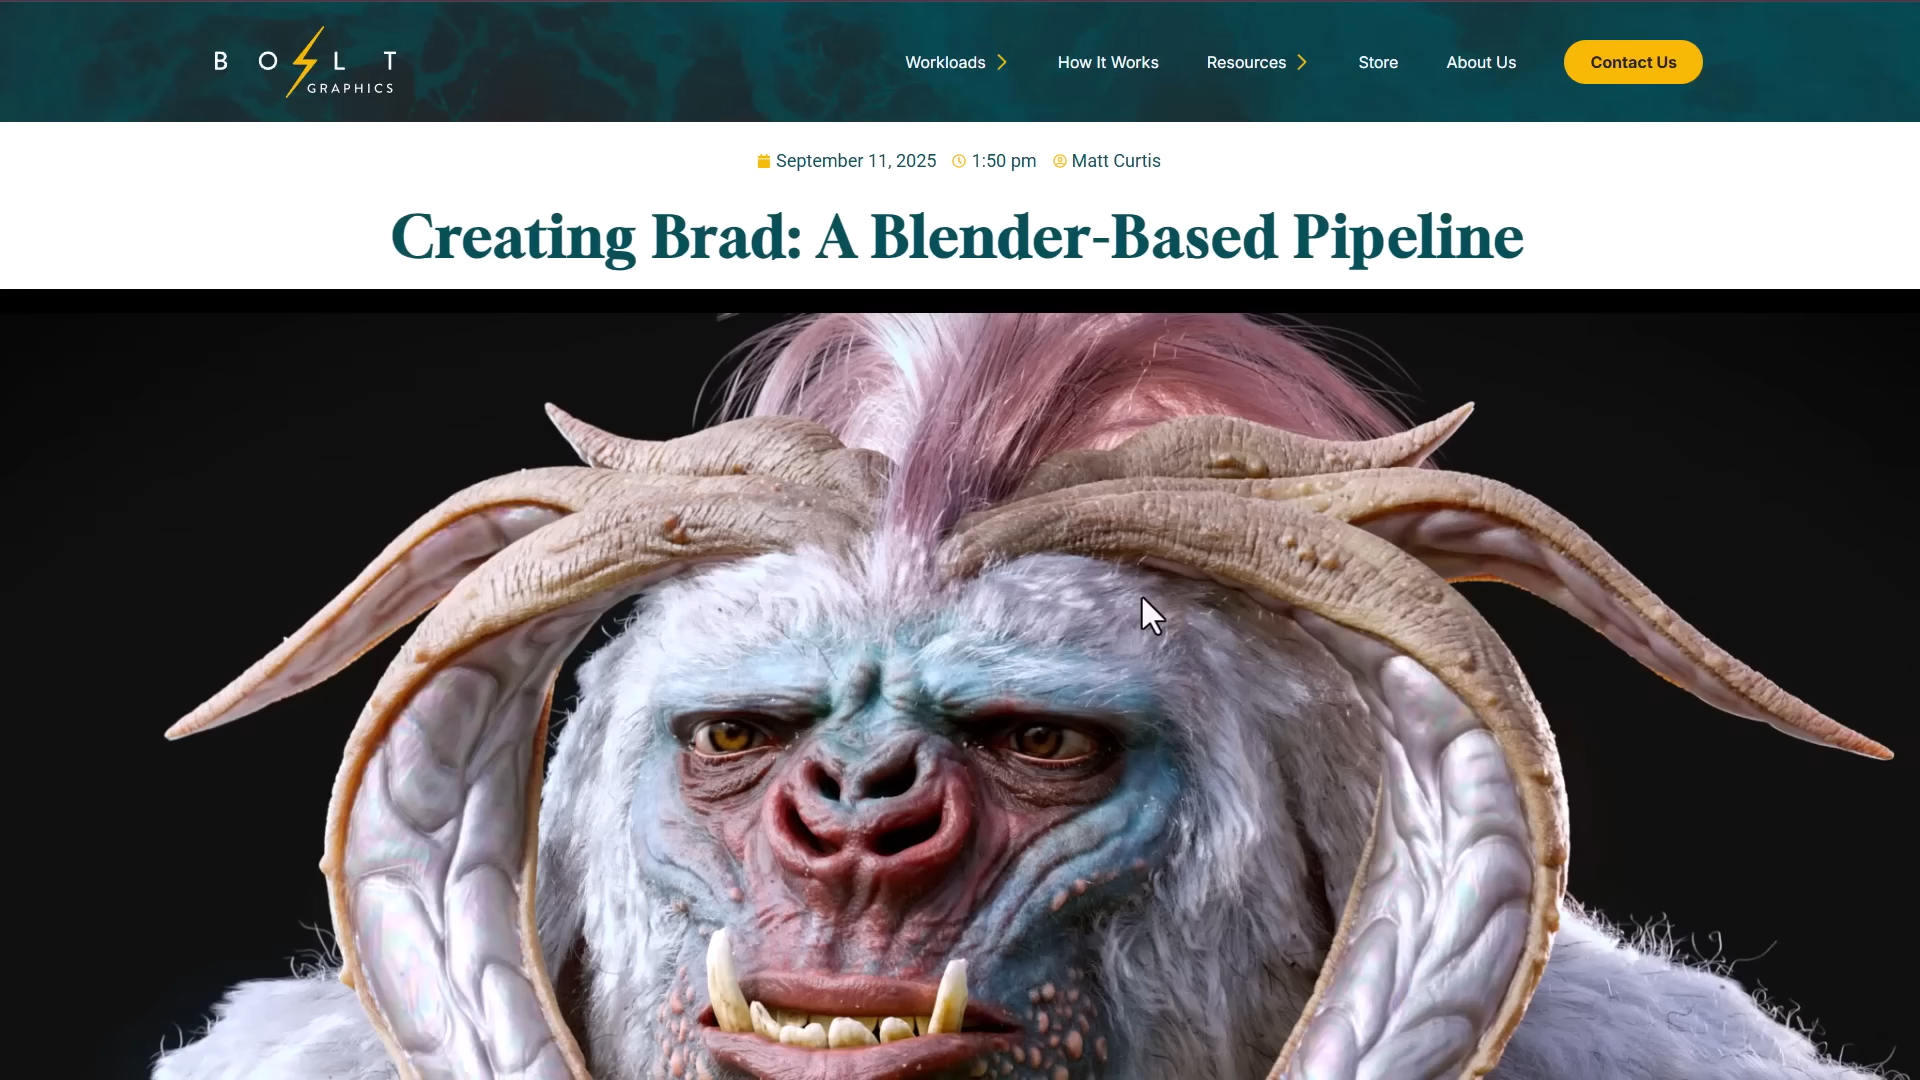 BOLT
GRAPHICS
Workloads
How It Works
Resources
Store
About Us
Contact Us
September 11, 2025 1:50 pm Matt Curtis
Creating Brad: A Blender-Based Pipeline